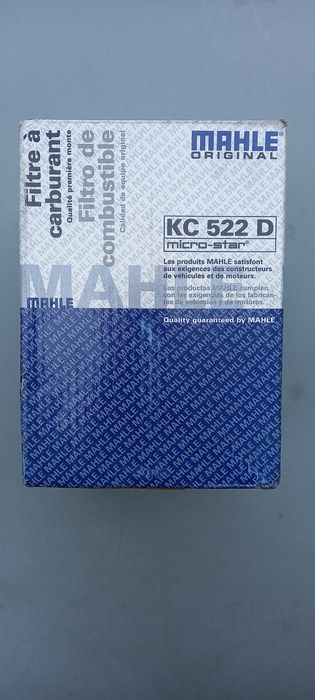 Filtre à
carburant
Qualité première monte
Filtro de
combustible
Calidad de equipo original
MAHLE
ORIGINAL
KC 522 D
micro-star®
Les produits MAHLE satisfont
aux exigences des constructeurs
de véhicules et de moteurs.
Los productos MAHLE cumplen
con las exigencias de los fabrican-
tes de vehículos y de motores.
MAHLE
Quality guaranteed by MAHLE